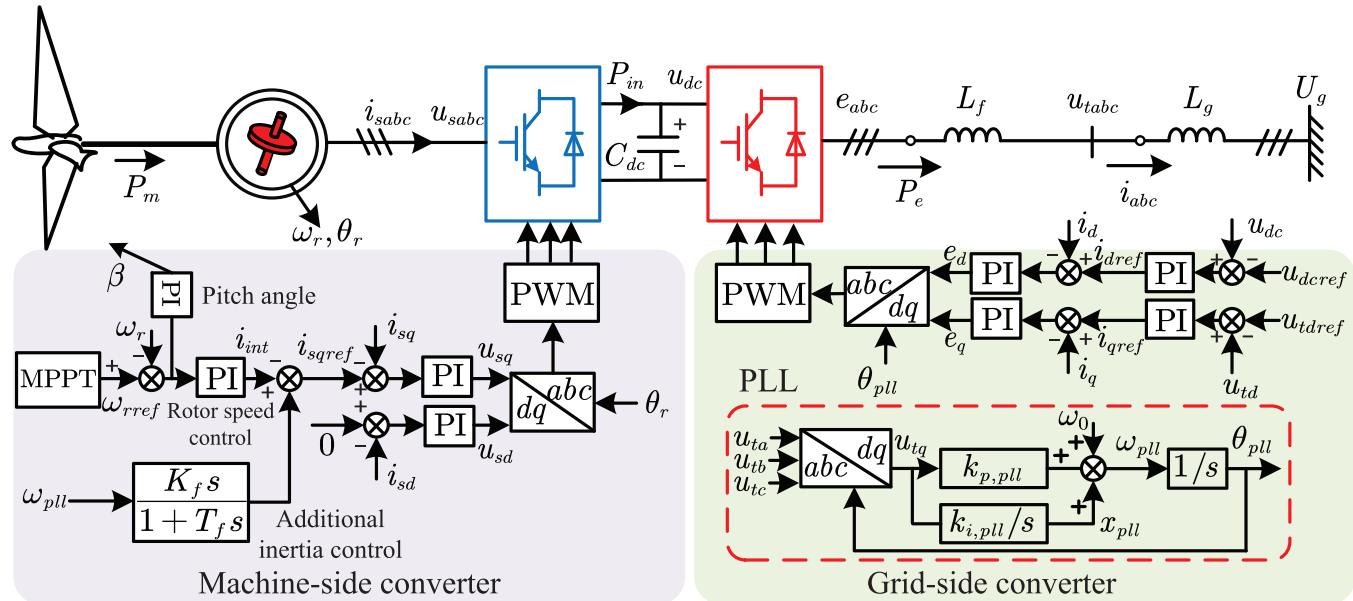 P_m
ω_r, θ_r
i_sabc
u_sabc
P_in
u_dc
C_dc
+
−
e_abc
P_e
L_f
u_tabc
i_abc
L_g
U_g
β
PI
Pitch angle
ω_r
−
MPPT
+
ω_rref
PI
Rotor speed
control
i_int
−
+
i_sqref
−
i_sq
+
PI
u_sq
0
+
−
i_sd
PI
u_sd
dq
abc
θ_r
PWM
ω_pll
K_f s
1 + T_f s
Additional
inertia control
Machine-side converter
PWM
abc
dq
θ_pll
e_d
PI
−
i_d
+
i_dref
PI
+
−
u_dc
u_dcref
e_q
PI
−
i_q
+
i_qref
PI
+
−
u_tdref
u_td
PLL
u_ta
u_tb
u_tc
abc
dq
u_tq
k_p,pll
k_i,pll/s
ω_0
+
+
+
x_pll
ω_pll
1/s
θ_pll
Grid-side converter